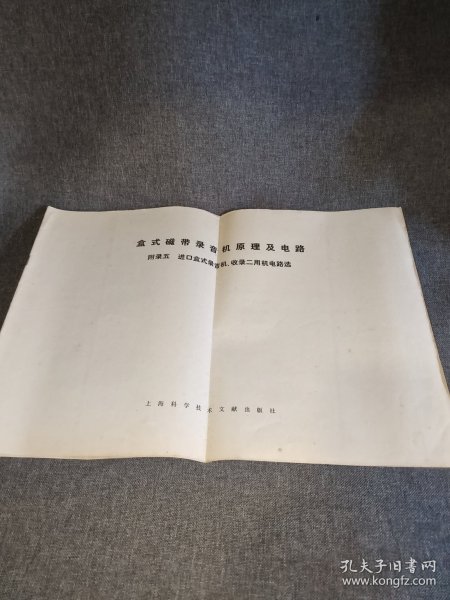 盒式磁带录音机原理及电路
附录五 进口盒式录音机、收录二用机电路选
上海科学技术文献出版社
孔夫子旧书网
www.kongfz.com